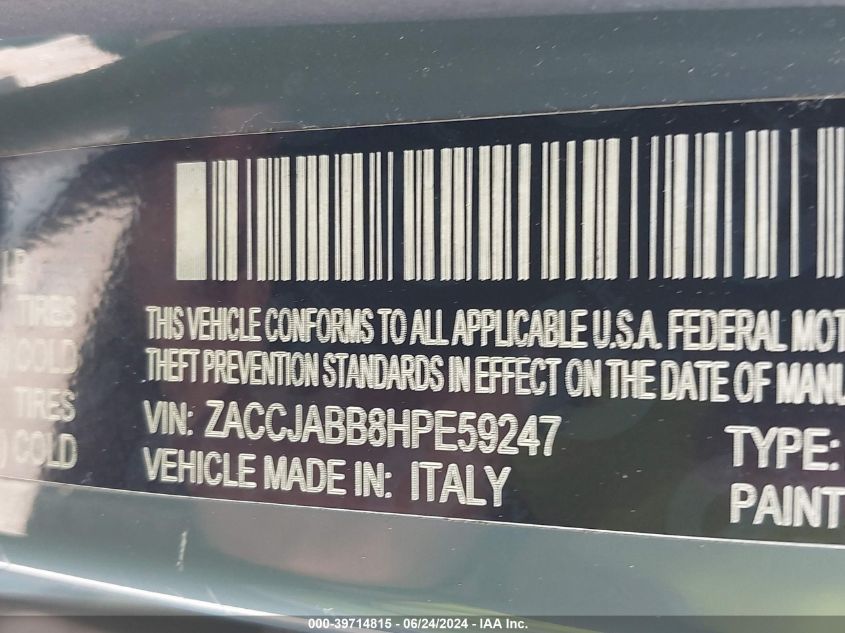 TIRES
COLD
TIRES
) COLD
THIS VEHICLE CONFORMS TO ALL APPLICABLE U.S.A. FEDERAL MOT
THEFT PREVENTION STANDARDS IN EFFECT ON THE DATE OF MANU
VIN: ZACCJABB8HPE59247
TYPE:
VEHICLE MADE IN: ITALY
PAINT
000-39714815 - 06/24/2024 - IAA Inc.